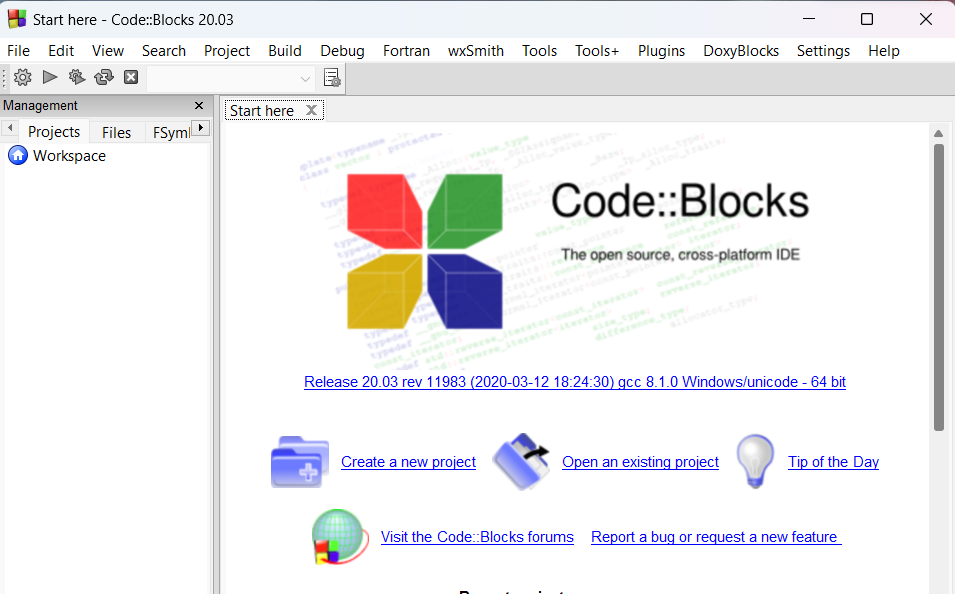 Start here - Code::Blocks 20.03
File Edit View Search Project Build Debug Fortran wxSmith Tools Tools+ Plugins DoxyBlocks Settings Help
Management
Start here
Projects Files FSyml
Workspace
Code::Blocks
The open source, cross-platform IDE
Release 20.03 rev 11983 (2020-03-12 18:24:30) gcc 8.1.0 Windows/unicode - 64 bit
Create a new project Open an existing project Tip of the Day
Visit the Code::Blocks forums Report a bug or request a new feature